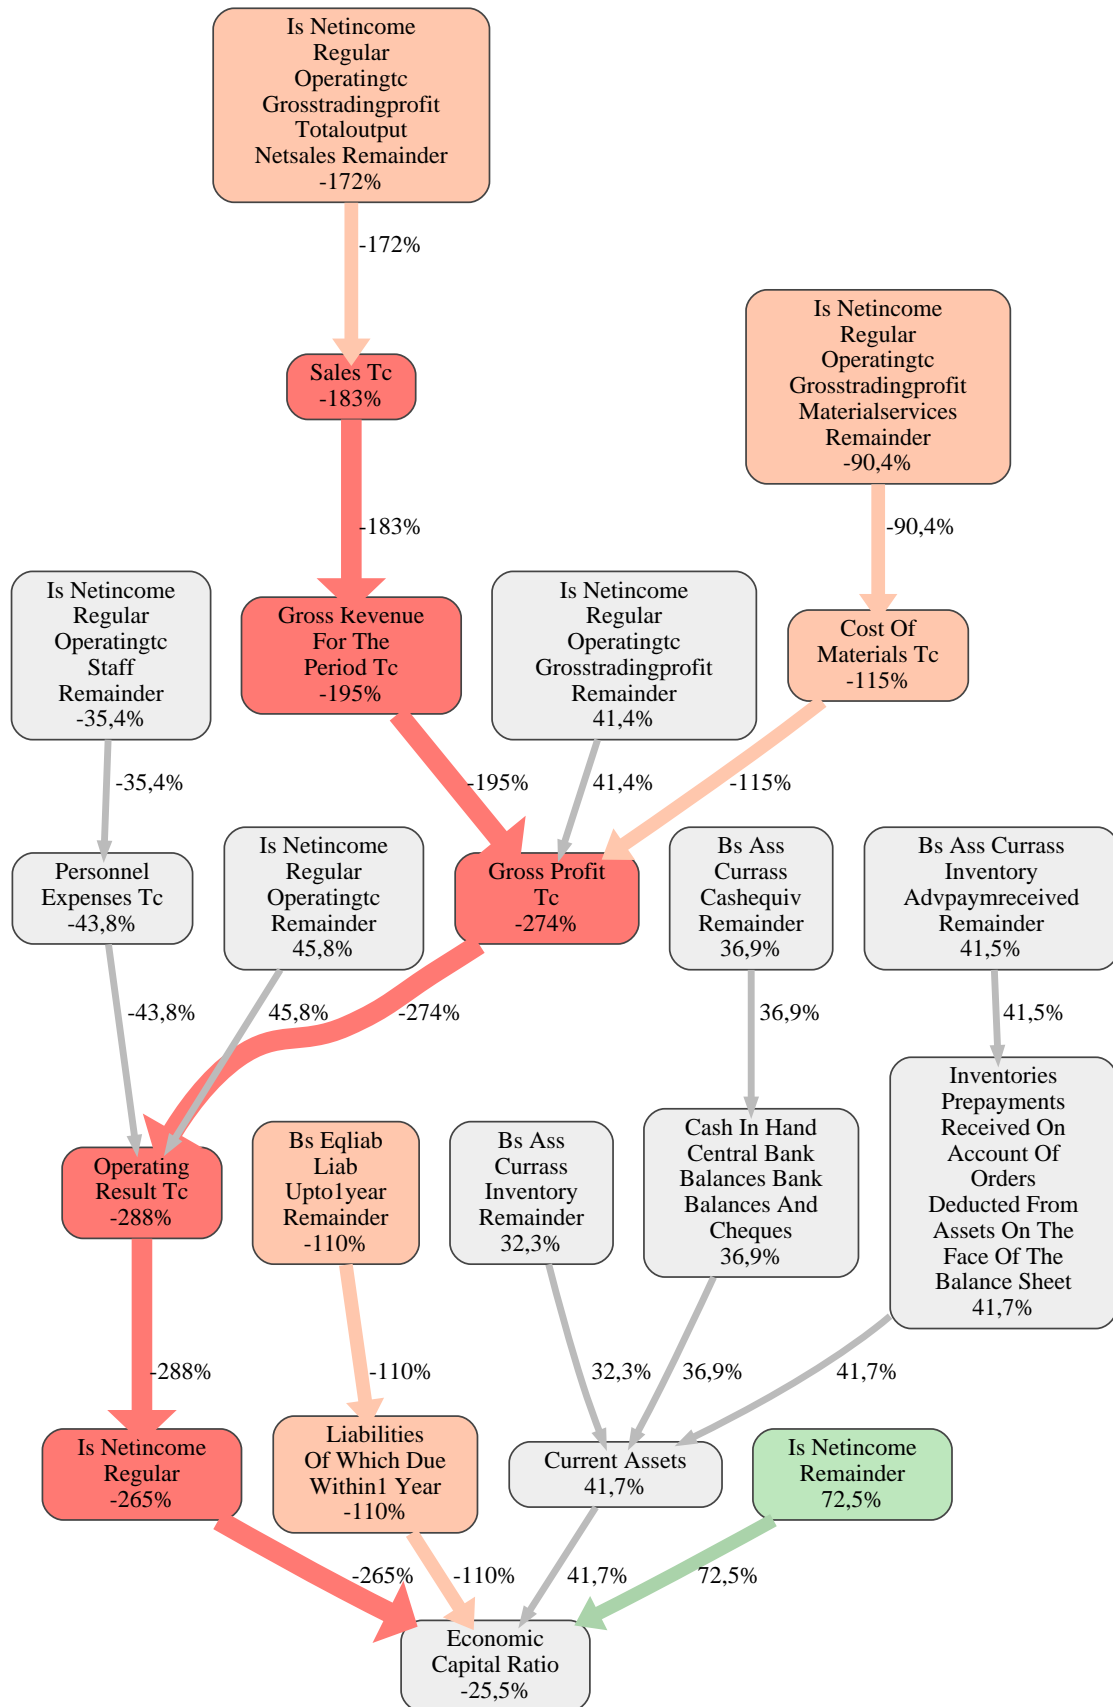 Is Netincome
Regular
Operatingtc
Grosstradingprofit
Totaloutput
Netsales Remainder
-172%
-172%
Is Netincome
Regular
Operatingtc
Grosstradingprofit
Materialservices
Remainder
-90,4%
Sales Tc
-183%
-183%
-90,4%
Is Netincome
Regular
Operatingtc
Staff
Remainder
-35,4%
Gross Revenue
For The
Period Tc
-195%
Is Netincome
Regular
Operatingtc
Grosstradingprofit
Remainder
41,4%
Cost Of
Materials Tc
-115%
-35,4%
-195%
41,4%
-115%
Personnel
Expenses Tc
-43,8%
Is Netincome
Regular
Operatingtc
Remainder
45,8%
Gross Profit
Tc
-274%
Bs Ass
Currass
Cashequiv
Remainder
36,9%
Bs Ass Currass
Inventory
Advpaymreceived
Remainder
41,5%
-43,8%
45,8%
-274%
36,9%
41,5%
Operating
Result Tc
-288%
Bs Eqliab
Liab
Upto1year
Remainder
-110%
Bs Ass
Currass
Inventory
Remainder
32,3%
Cash In Hand
Central Bank
Balances Bank
Balances And
Cheques
36,9%
Inventories
Prepayments
Received On
Account Of
Orders
Deducted From
Assets On The
Face Of The
Balance Sheet
41,7%
-288%
-110%
32,3%
36,9%
41,7%
Is Netincome
Regular
-265%
Liabilities
Of Which Due
Within1 Year
-110%
Current Assets
41,7%
Is Netincome
Remainder
72,5%
-265%
-110%
41,7%
72,5%
Economic
Capital Ratio
-25,5%